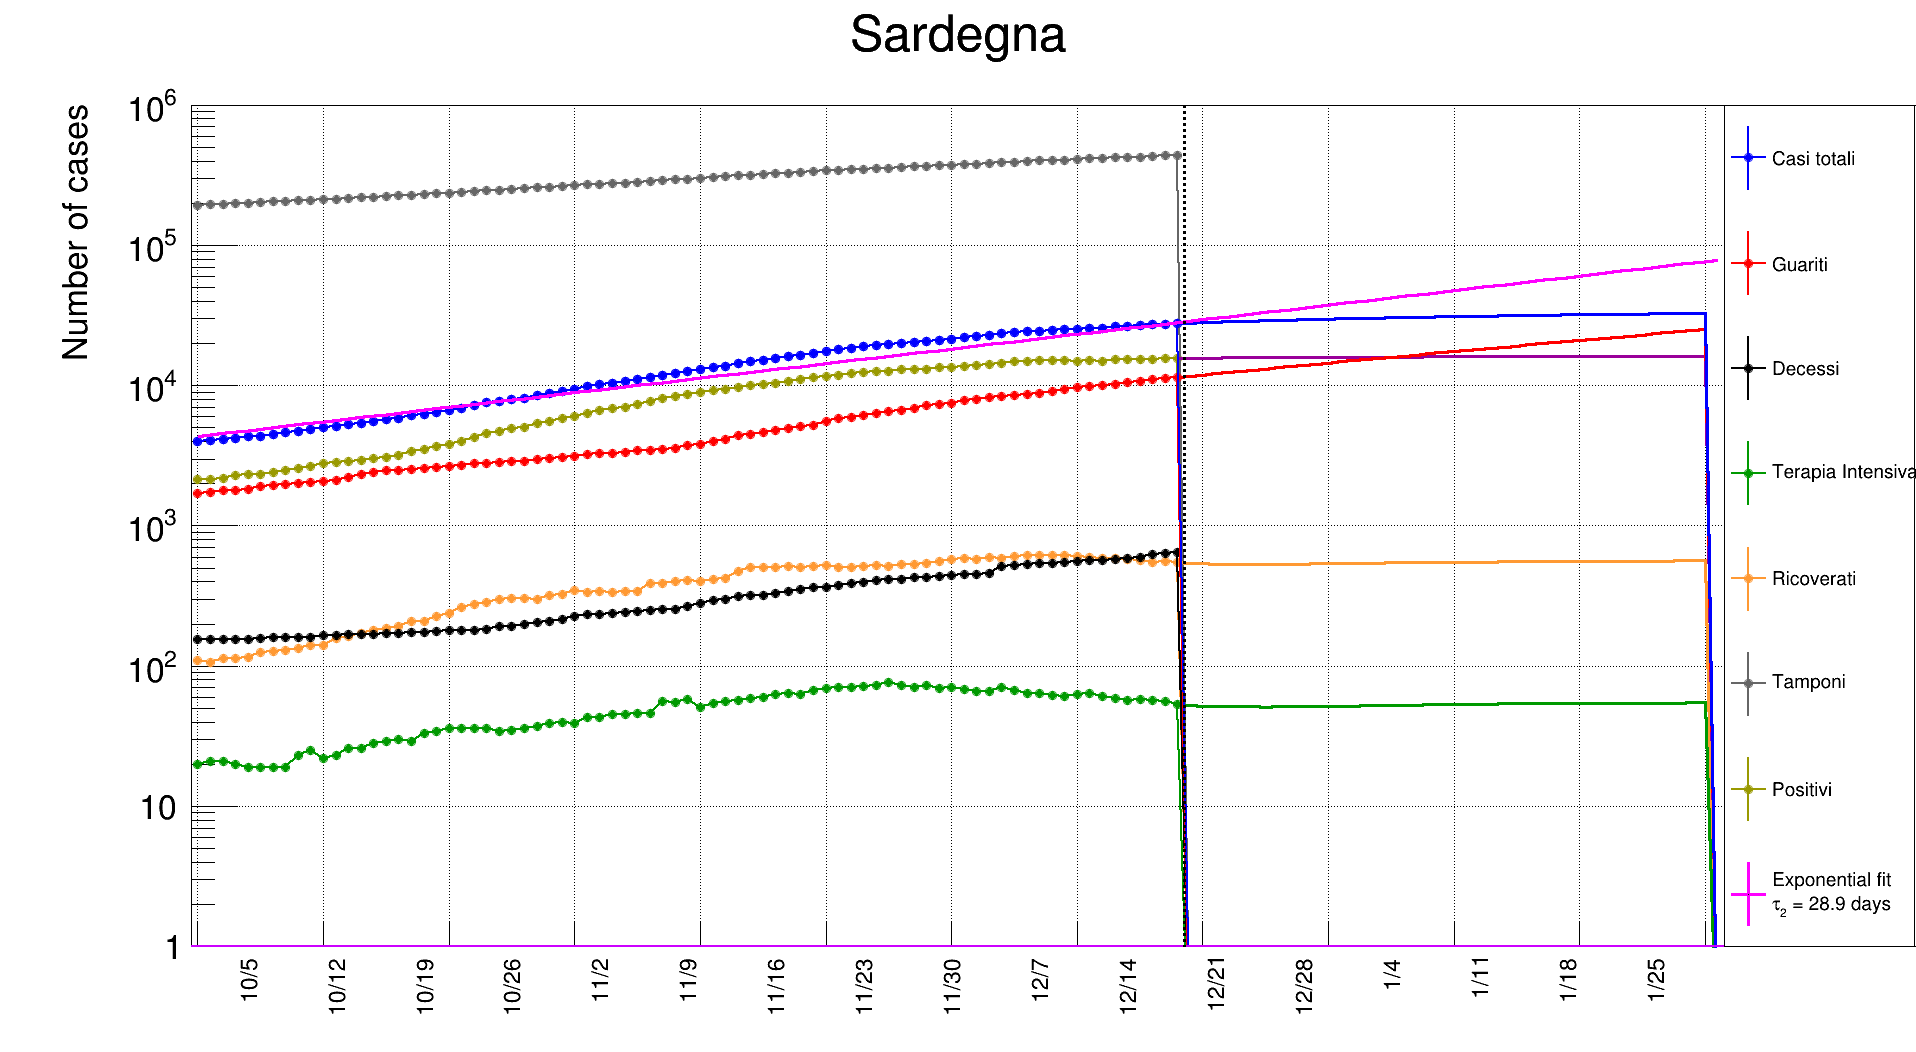 Sardegna
Number of cases
10^6
10^5
10^4
10^3
10^2
10
1
10/5
10/12
10/19
10/26
11/2
11/9
11/16
11/23
11/30
12/7
12/14
12/21
12/28
1/4
1/11
1/18
1/25
Casi totali
Guariti
Decessi
Terapia Intensiva
Ricoverati
Tamponi
Positivi
Exponential fit
τ_2 = 28.9 days